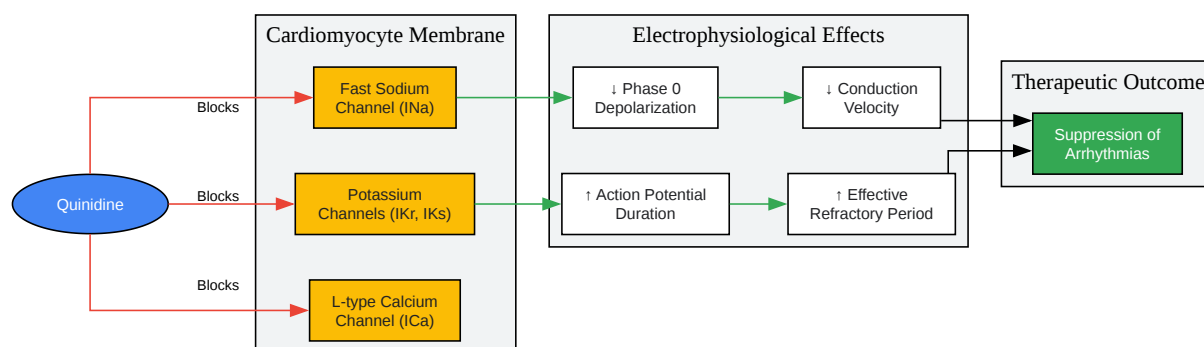 Cardiomyocyte Membrane
Electrophysiological Effects
Therapeutic Outcome
Fast Sodium
Channel (INa)
↓ Phase 0
Depolarization
↓ Conduction
Velocity
Blocks
Suppression of
Arrhythmias
Quinidine
Blocks
Potassium
Channels (IKr, IKs)
↑ Action Potential
Duration
↑ Effective
Refractory Period
Blocks
L-type Calcium
Channel (ICa)